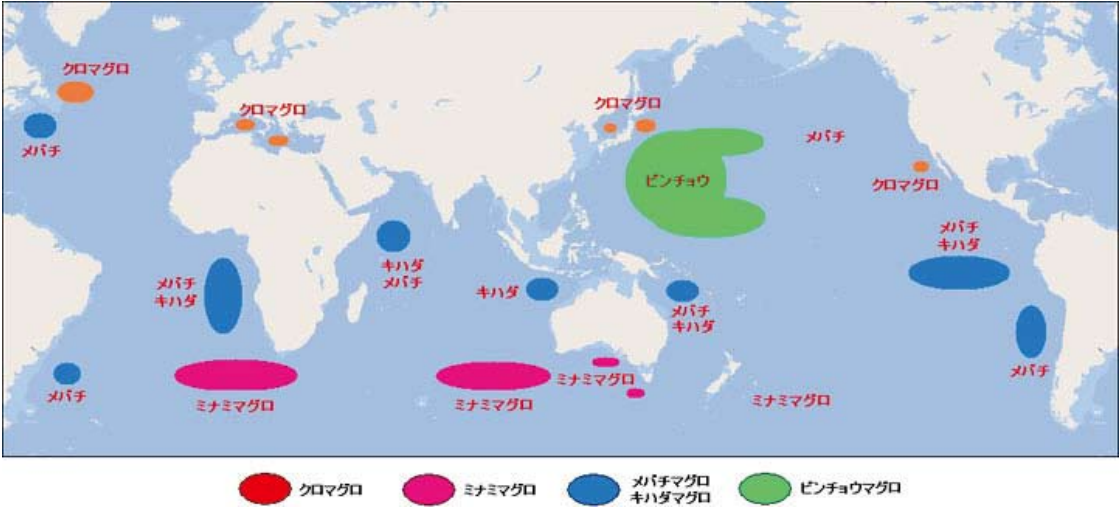 クロマグロ
メバチ
クロマグロ
クロマグロ
メバチ
ビンチョウ
クロマグロ
メバチ
キハダ
キハダ
メバチ
メバチ
キハダ
キハダ
メバチ
キハダ
メバチ
メバチ
ミナミマグロ
ミナミマグロ
ミナミマグロ
ミナミマグロ
クロマグロ
ミナミマグロ
メバチマグロ
キハダマグロ
ビンチョウマグロ